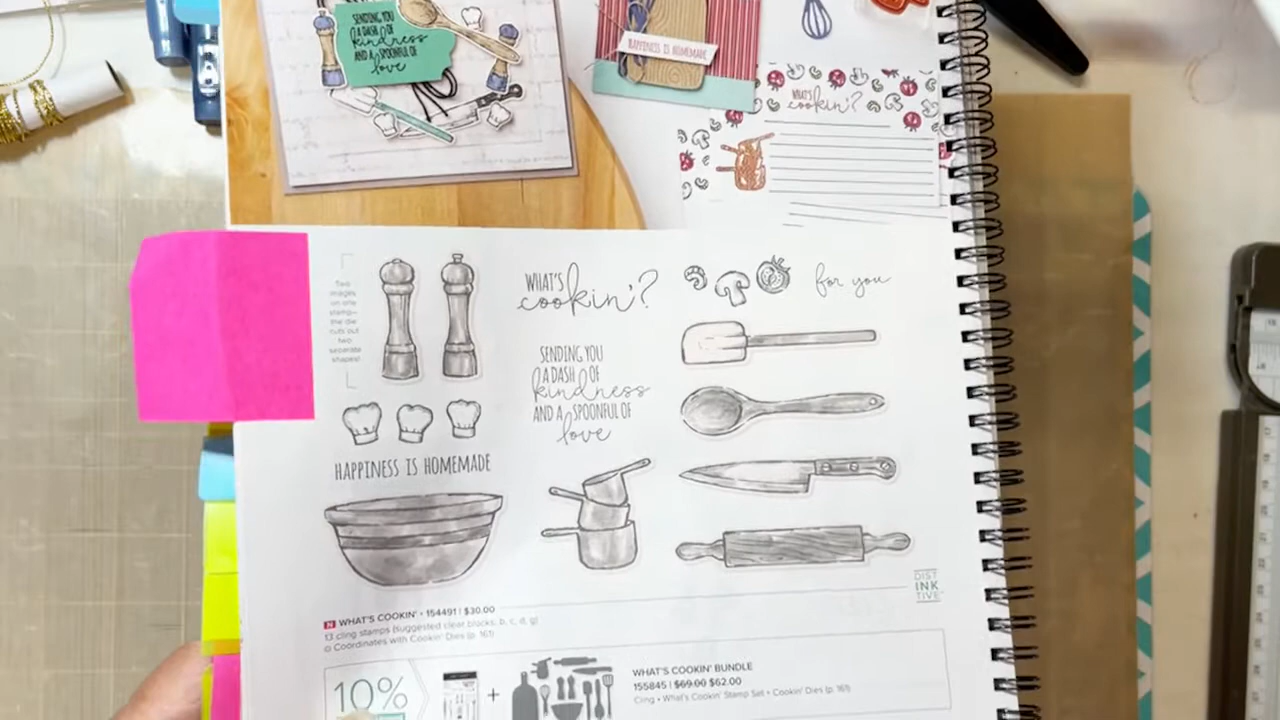 SENDING YOU
A DASH OF
kindness
AND A SPOONFUL OF
love
HAPPINESS IS HOMEMADE
WHAT'S
cookin'?
Two
images
on one
stamp—
the die
cuts out
two
separate
shapes!
WHAT'S
cookin'?
for you
SENDING YOU
A DASH OF
kindness
AND A SPOONFUL OF
love
HAPPINESS IS HOMEMADE
DIST
INK
TIVE
N WHAT'S COOKIN' • 154491 | $30.00
13 cling stamps (suggested clear blocks: b, c, d, g)
Coordinates with Cookin' Dies (p. 161)
10%
+
WHAT'S COOKIN' BUNDLE
155845 | $69.00 $62.00
Cling • What's Cookin' Stamp Set + Cookin' Dies (p. 161)